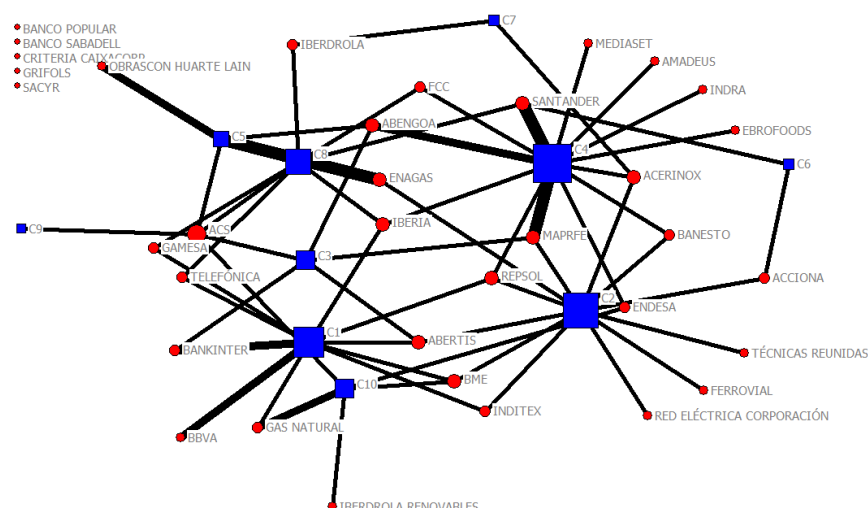 C7
BANCO POPULAR
IBERDROLA
MEDIASET
BANCO SABADELL
CRITERIA CAIXACORP
AMADEUS
OBRASCON HUARTE LAIN
GRIFOLS
SACYR
FCC
INDRA
SANTANDER
ABENGOA
EBROFOODS
C5
C8
C4
C6
ENAGAS
ACERINOX
IBERIA
C9
ACS
MAPRFE
BANESTO
GAMESA
C3
TELEFÓNICA
REPSOL
ACCIONA
C2
ENDESA
C1
ABERTIS
BANKINTER
TÉCNICAS REUNIDAS
BME
C10
FERROVIAL
INDITEX
RED ELÉCTRICA CORPORACIÓN
GAS NATURAL
BBVA
IBERDROLA RENOVABLES